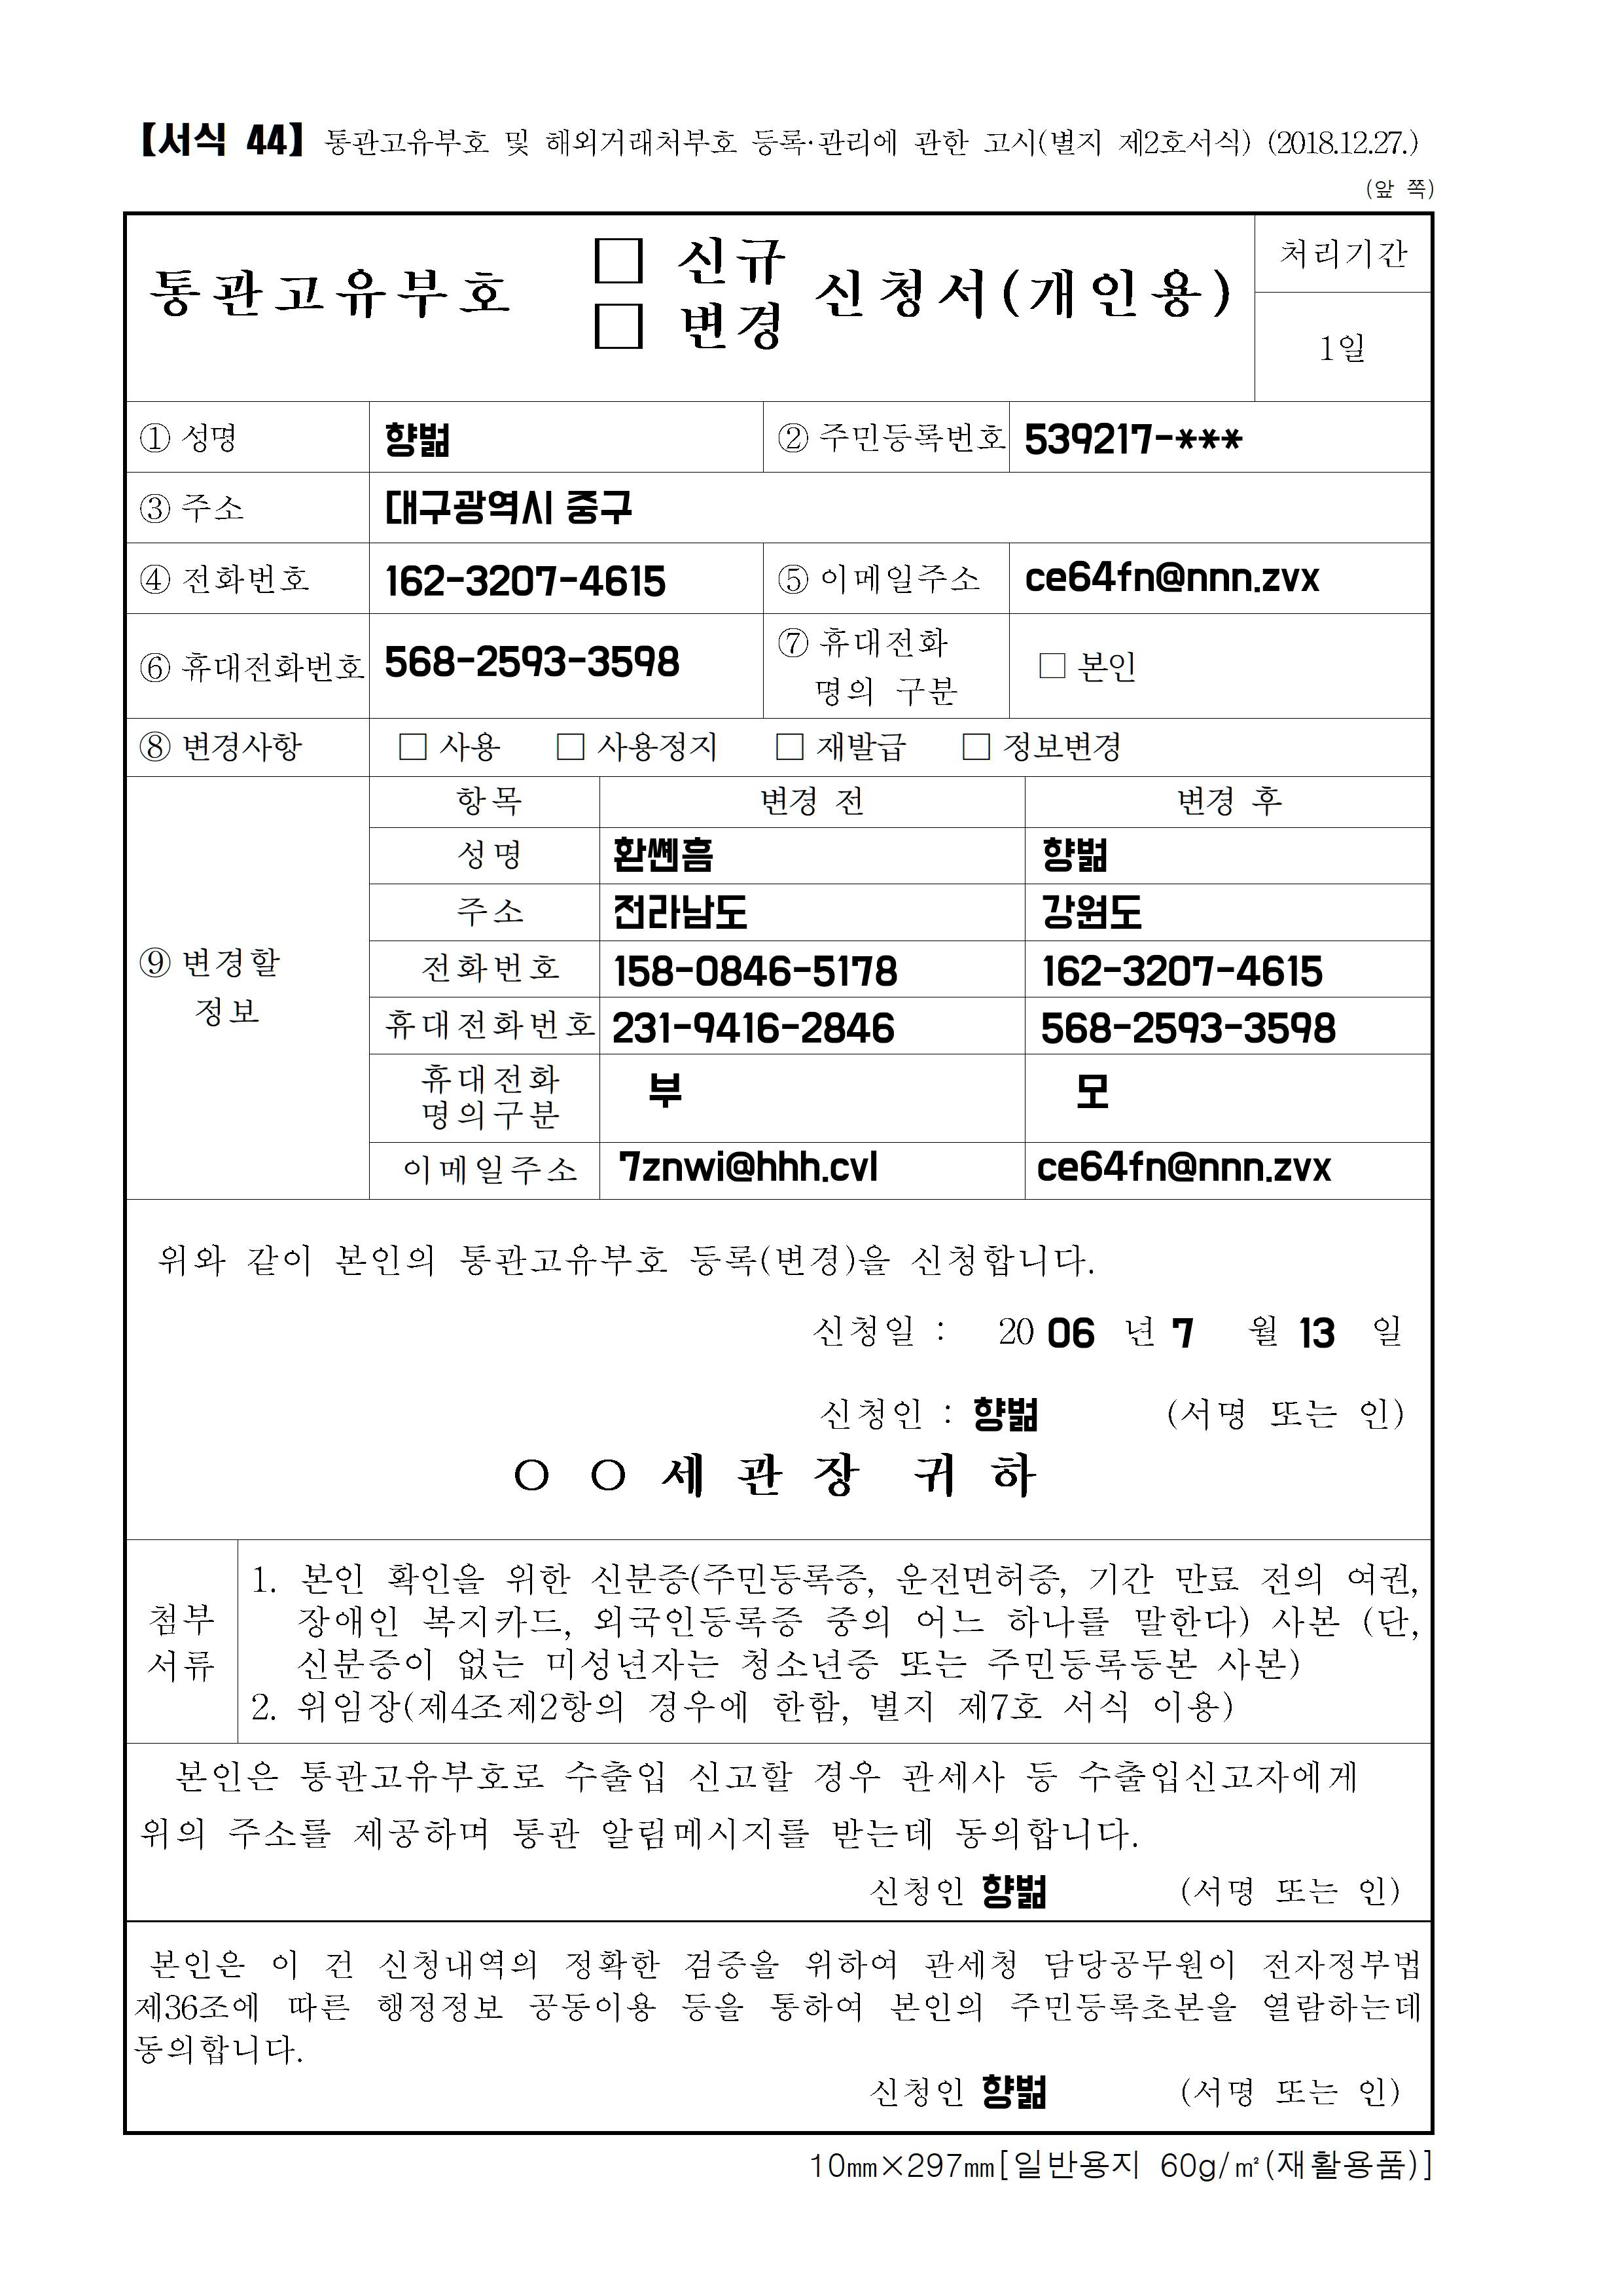 【서식 44】 통관고유부호 및 해외거래처부호 등록·관리에 관한 고시(별지 제2호서식) (2018.12.27.)
(앞 쪽)
통관고유부호 □ 신규 □ 변경 신청서(개인용)
처리기간
1일
① 성명 향벎 ② 주민등록번호 539217-***
③ 주소 대구광역시 중구
④ 전화번호 162-3207-4615 ⑤ 이메일주소 ce64fn@nnn.zvx
⑥ 휴대전화번호 568-2593-3598 ⑦ 휴대전화 명의 구분 □ 본인
⑧ 변경사항 □ 사용 □ 사용정지 □ 재발급 □ 정보변경
⑨ 변경할 정보
항목 변경 전 변경 후
성명 홛쎈흠 향벎
주소 전라남도 강원도
전화번호 158-0846-5178 162-3207-4615
휴대전화번호 231-9416-2846 568-2593-3598
휴대전화 명의구분 부 모
이메일주소 7znwi@hhh.cvl ce64fn@nnn.zvx
위와 같이 본인의 통관고유부호 등록(변경)을 신청합니다.
신청일 : 20 06 년 7 월 13 일
신청인 : 향벎 (서명 또는 인)
○ ○ 세 관 장 귀 하
첨부 서류
1. 본인 확인을 위한 신분증(주민등록증, 운전면허증, 기간 만료 전의 여권,
장애인 복지카드, 외국인등록증 중의 어느 하나를 말한다) 사본 (단,
신분증이 없는 미성년자는 청소년증 또는 주민등록등본 사본)
2. 위임장(제4조제2항의 경우에 한함, 별지 제7호 서식 이용)
본인은 통관고유부호로 수출입 신고할 경우 관세사 등 수출입신고자에게
위의 주소를 제공하며 통관 알림메시지를 받는데 동의합니다.
신청인 향벎 (서명 또는 인)
본인은 이 건 신청내역의 정확한 검증을 위하여 관세청 담당공무원이 전자정부법
제36조에 따른 행정정보 공동이용 등을 통하여 본인의 주민등록초본을 열람하는데
동의합니다.
신청인 향벎 (서명 또는 인)
10㎜×297㎜[일반용지 60g/㎡(재활용품)]